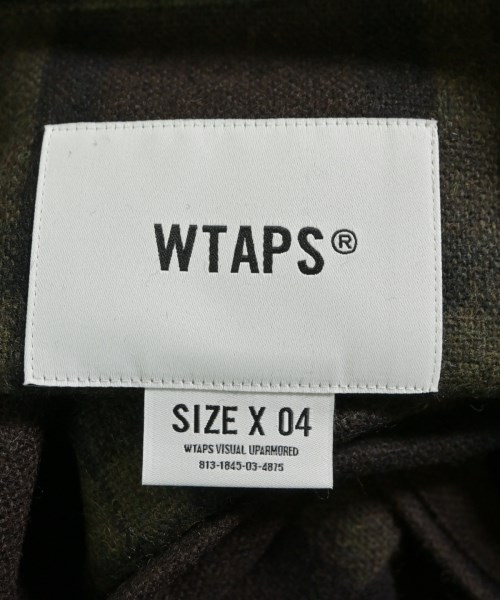 WTAPS®
SIZE X 04
WTAPS VISUAL UPARMORED
813-1845-03-4875